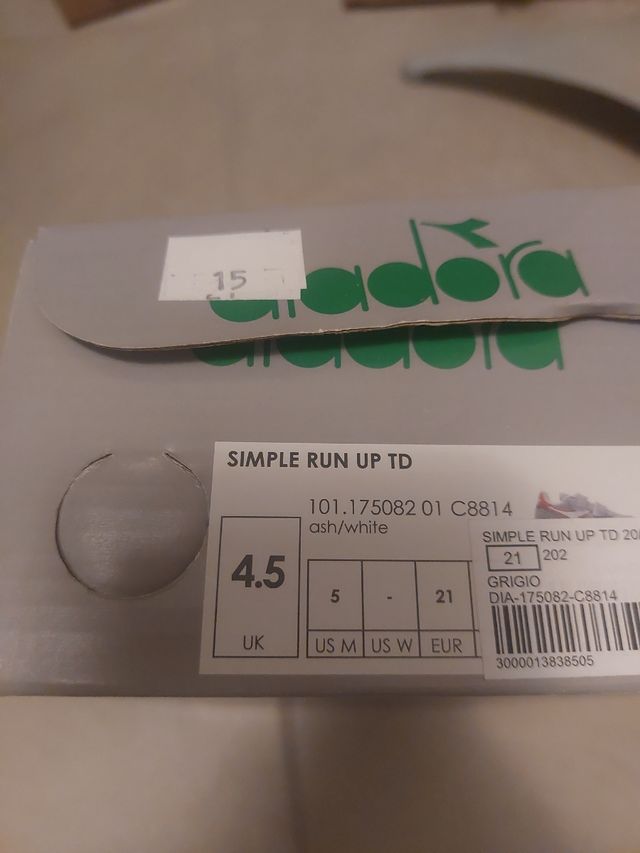 15
diadora
diadora
SIMPLE RUN UP TD
101.175082 01 C8814
ash/white
4.5
UK
5 - 21
US M US W EUR
SIMPLE RUN UP TD
21 202
GRIGIO
DIA-175082-C8814
3000013838505